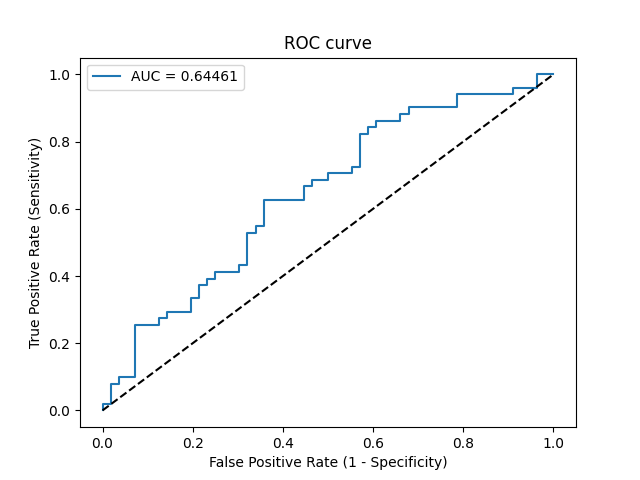 ROC curve
AUC = 0.64461
1.0
0.8
0.6
0.4
0.2
0.0
True Positive Rate (Sensitivity)
0.0 0.2 0.4 0.6 0.8 1.0
False Positive Rate (1 - Specificity)